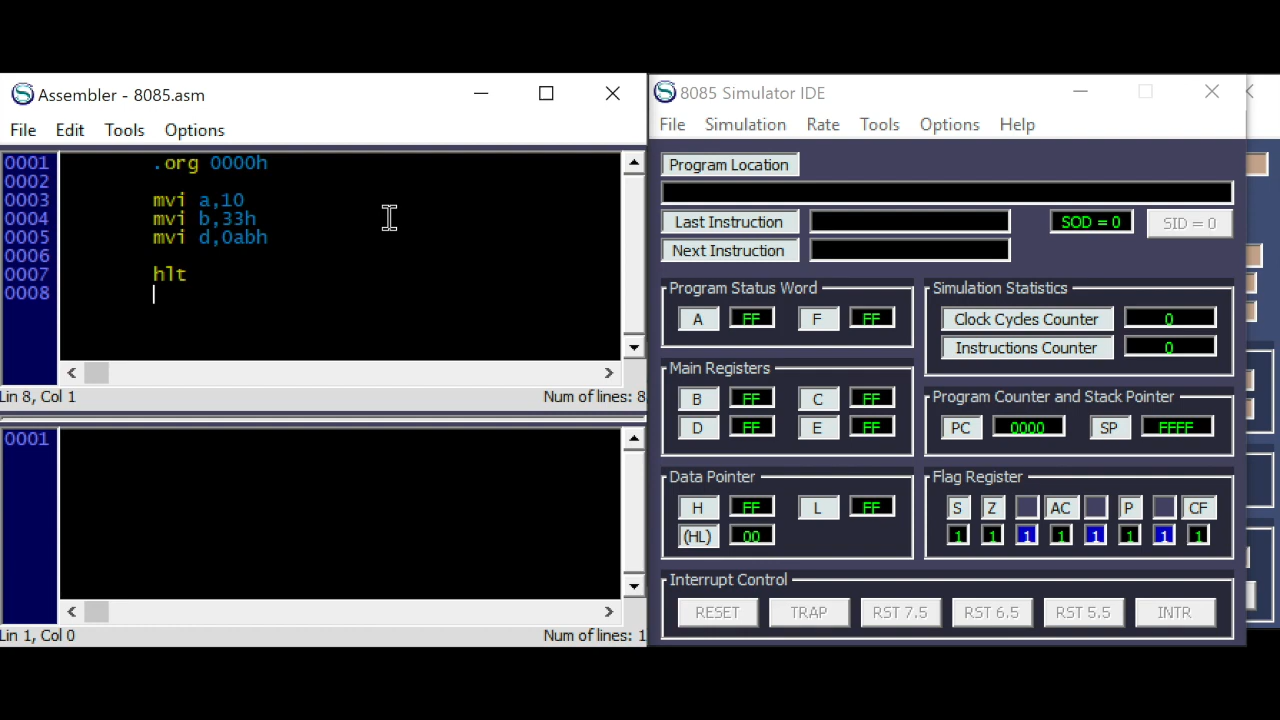 Assembler - 8085.asm
File Edit Tools Options
0001 .org 0000h
0002
0003 mvi a,10
0004 mvi b,33h
0005 mvi d,0abh
0006
0007 hlt
0008
Lin 8, Col 1 Num of lines: 8
0001
Lin 1, Col 0 Num of lines: 1
8085 Simulator IDE
File Simulation Rate Tools Options Help
Program Location
Last Instruction SOD = 0 SID = 0
Next Instruction
Program Status Word
A FF F FF
Main Registers
B FF C FF
D FF E FF
Data Pointer
H FF L FF
(HL) 00
Simulation Statistics
Clock Cycles Counter 0
Instructions Counter 0
Program Counter and Stack Pointer
PC 0000 SP FFFF
Flag Register
S Z AC P CF
1 1 1 1 1 1 1 1
Interrupt Control
RESET TRAP RST 7.5 RST 6.5 RST 5.5 INTR